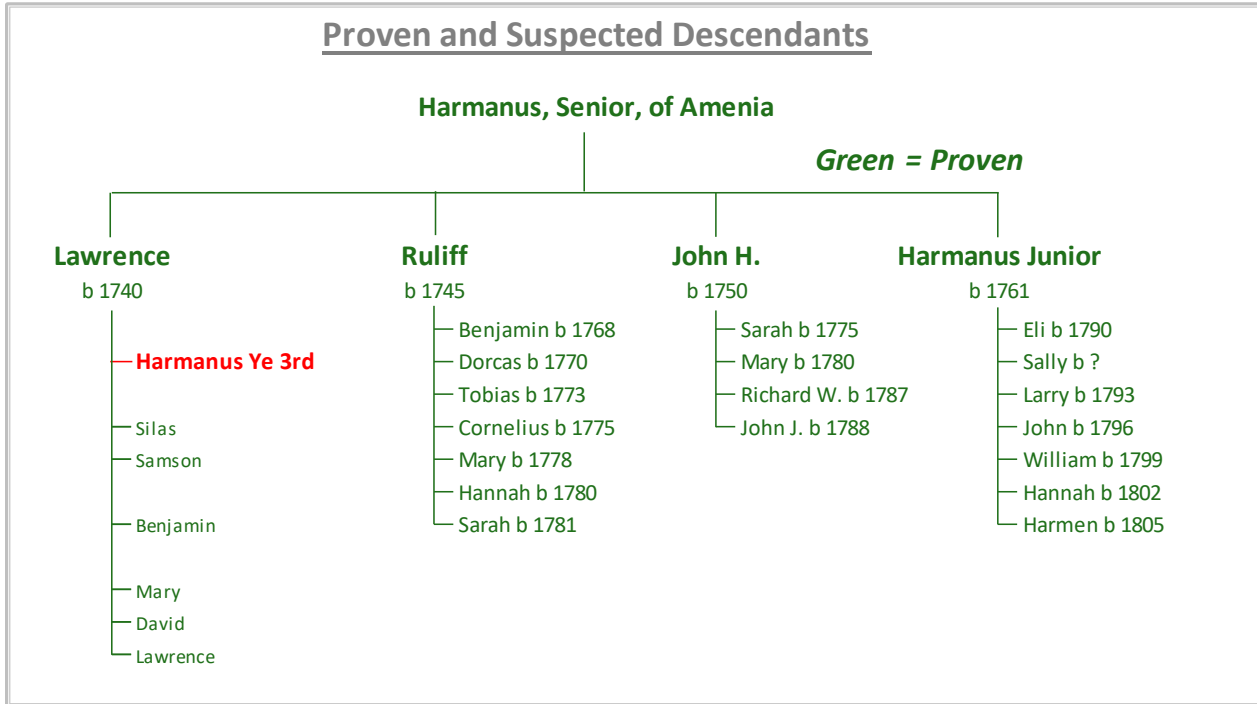 Proven and Suspected Descendants
Harmanus, Senior, of Amenia
Green = Proven
Lawrence
b 1740
Harmanus Ye 3rd
Silas
Samson
Benjamin
Mary
David
Lawrence
Ruliff
b 1745
Benjamin b 1768
Dorcas b 1770
Tobias b 1773
Cornelius b 1775
Mary b 1778
Hannah b 1780
Sarah b 1781
John H.
b 1750
Sarah b 1775
Mary b 1780
Richard W. b 1787
John J. b 1788
Harmanus Junior
b 1761
Eli b 1790
Sally b ?
Larry b 1793
John b 1796
William b 1799
Hannah b 1802
Harmen b 1805